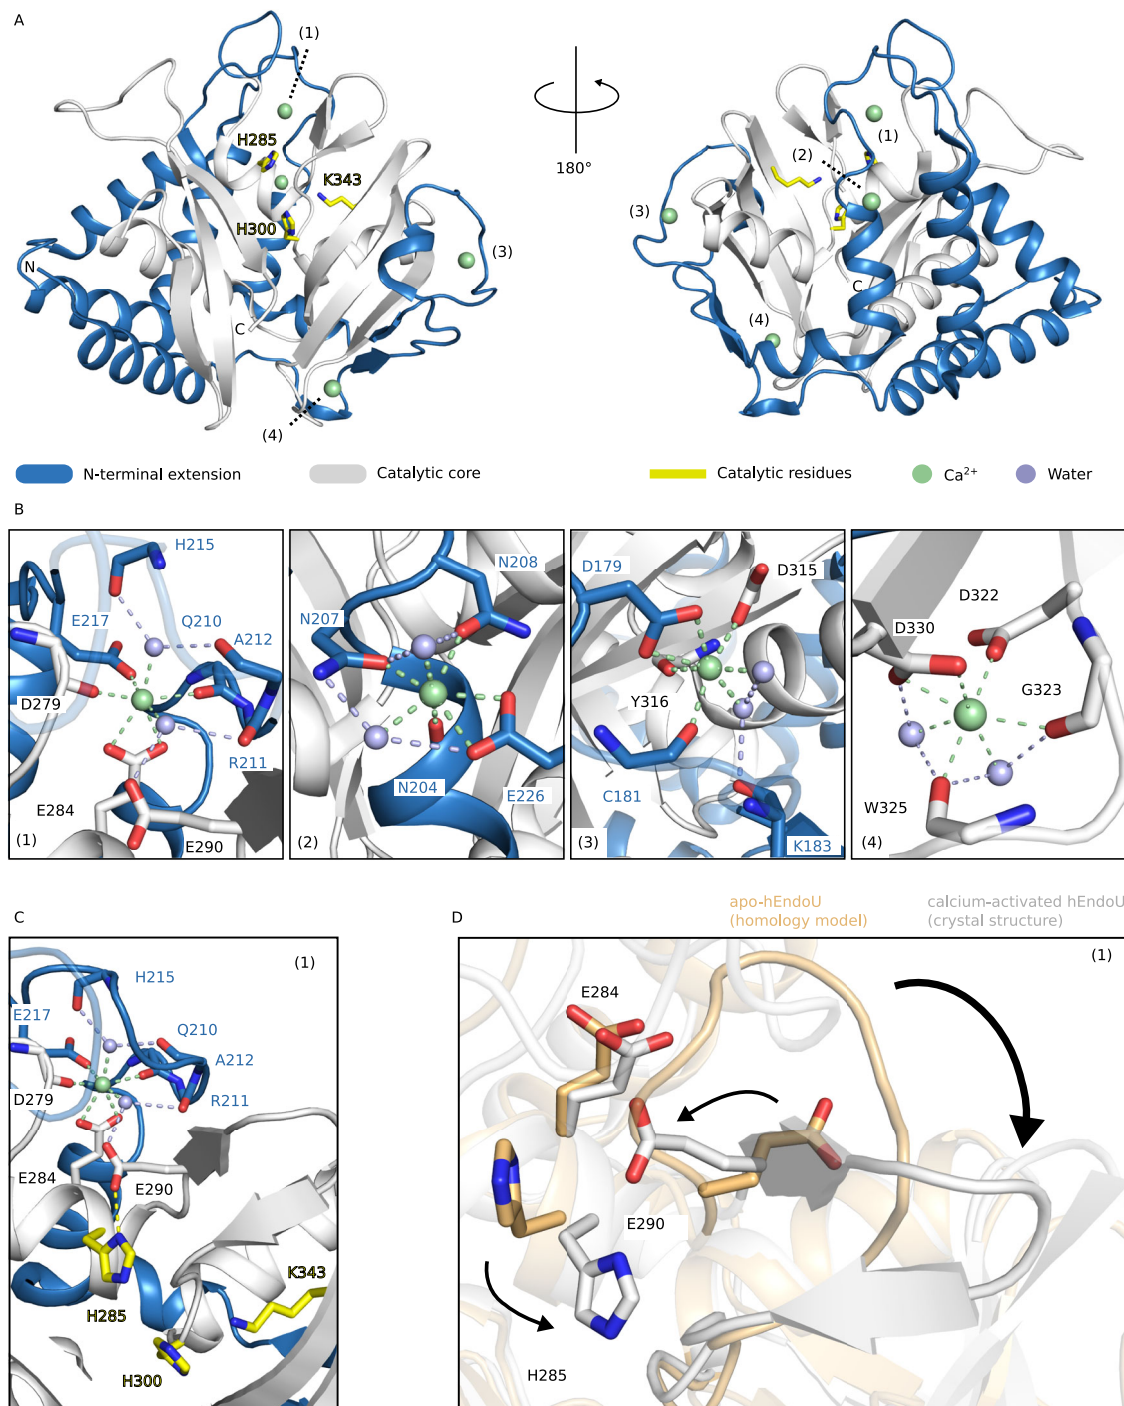 A
(1)
H285
K343
H300
(3)
N
C
(4)
180°
(1)
(2)
(3)
C
(4)
N-terminal extension
Catalytic core
Catalytic residues
Ca²⁺
Water
B
H215
E217
Q210
A212
D279
R211
E284
E290
(1)
N208
N207
N204
E226
(2)
D179
D315
Y316
C181
K183
(3)
D322
D330
G323
W325
(4)
C
(1)
H215
E217
Q210
A212
D279
R211
E284
E290
K343
H285
H300
D
apo-hEndoU
(homology model)
calcium-activated hEndoU
(crystal structure)
(1)
E284
E290
H285